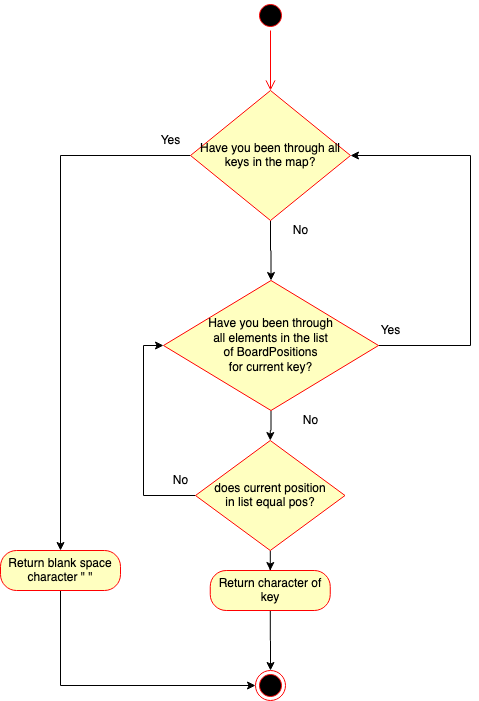 Have you been through all
keys in the map?
Yes
No
Have you been through
all elements in the list
of BoardPositions
for current key?
Yes
No
does current position
in list equal pos?
No
Return blank space
character " "
Return character of
key